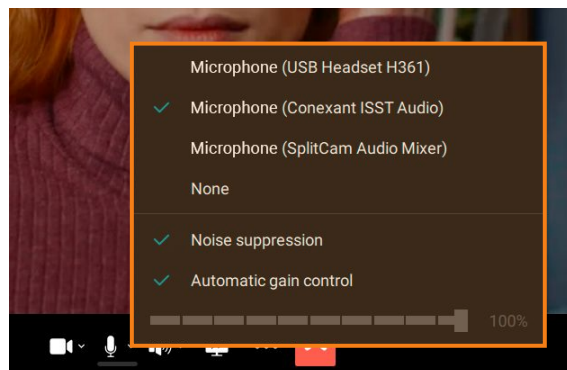 Microphone (USB Headset H361)
Microphone (Conexant ISST Audio)
Microphone (SplitCam Audio Mixer)
None
Noise suppression
Automatic gain control
100%